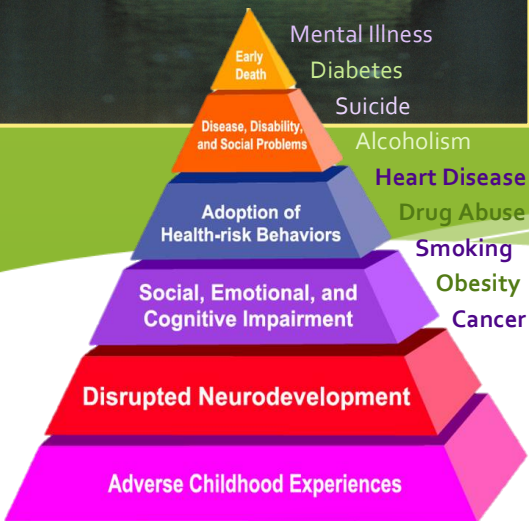 Mental Illness
Early
Death
Diabetes
Suicide
Disease, Disability,
and Social Problems
Alcoholism
Heart Disease
Adoption of
Health-risk Behaviors
Drug Abuse
Smoking
Social, Emotional, and
Cognitive Impairment
Obesity
Cancer
Disrupted Neurodevelopment
Adverse Childhood Experiences